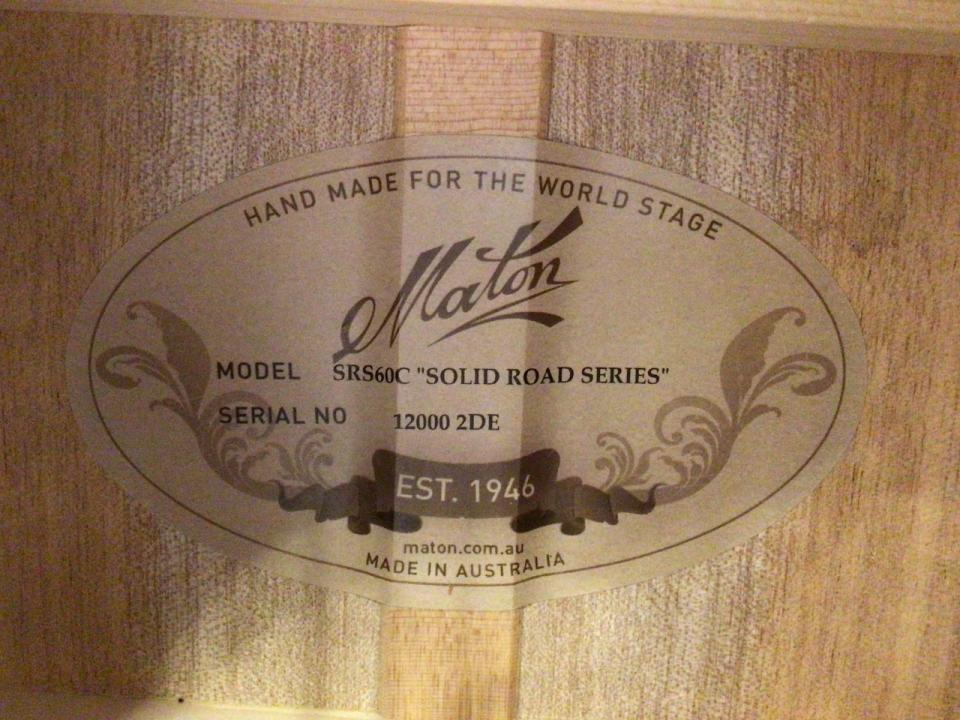 HAND MADE FOR THE WORLD STAGE
Maton
MODEL SRS60C "SOLID ROAD SERIES"
SERIAL NO 12000 2DE
EST. 1946
maton.com.au
MADE IN AUSTRALIA